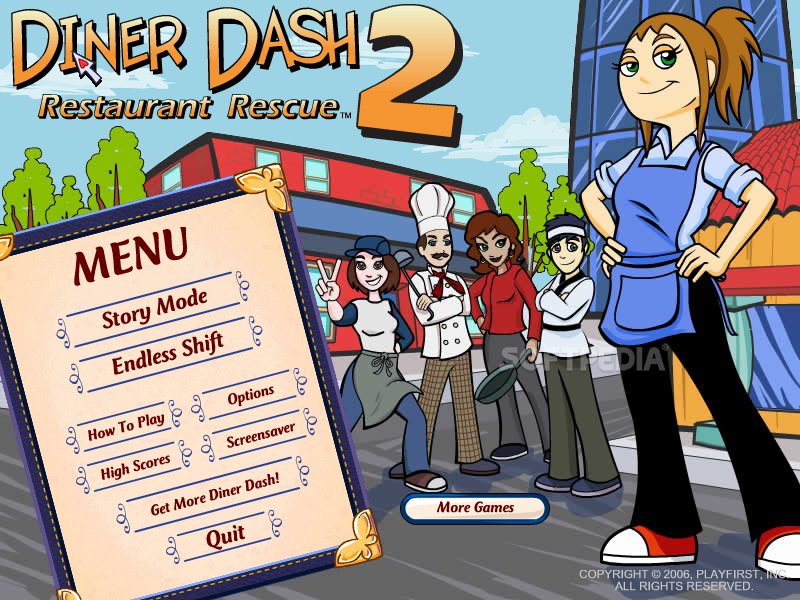 DINER DASH 2
Restaurant Rescue™
MENU
Story Mode
Endless Shift
How To Play
Options
High Scores
Screensaver
Get More Diner Dash!
Quit
More Games
SOFTPEDIA®
COPYRIGHT © 2006, PLAYFIRST, INC.
ALL RIGHTS RESERVED.